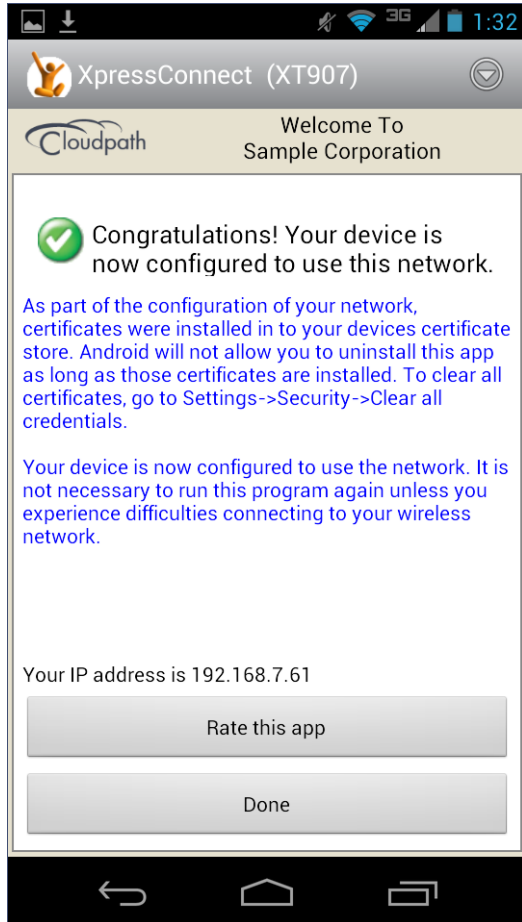 3G 1:32
XpressConnect (XT907)
Cloudpath
Welcome To
Sample Corporation
Congratulations! Your device is
now configured to use this network.
As part of the configuration of your network,
certificates were installed in to your devices certificate
store. Android will not allow you to uninstall this app
as long as those certificates are installed. To clear all
certificates, go to Settings->Security->Clear all
credentials.
Your device is now configured to use the network. It is
not necessary to run this program again unless you
experience difficulties connecting to your wireless
network.
Your IP address is 192.168.7.61
Rate this app
Done